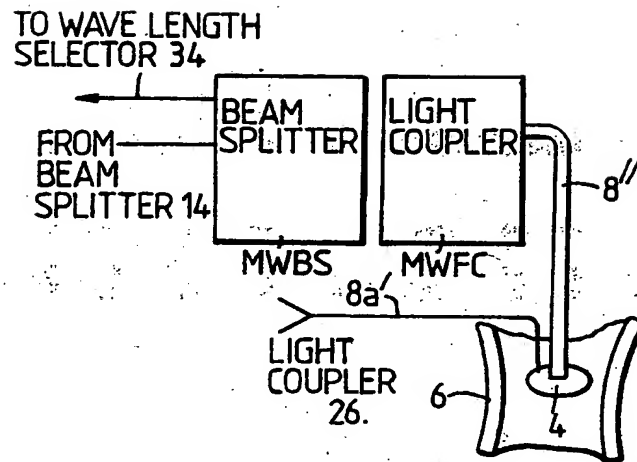 TO WAVE LENGTH
SELECTOR 34
BEAM
SPLITTER
LIGHT
COUPLER
FROM
BEAM
SPLITTER 14
8"
MWBS
MWFC
8a'
LIGHT
COUPLER
26.
6
4